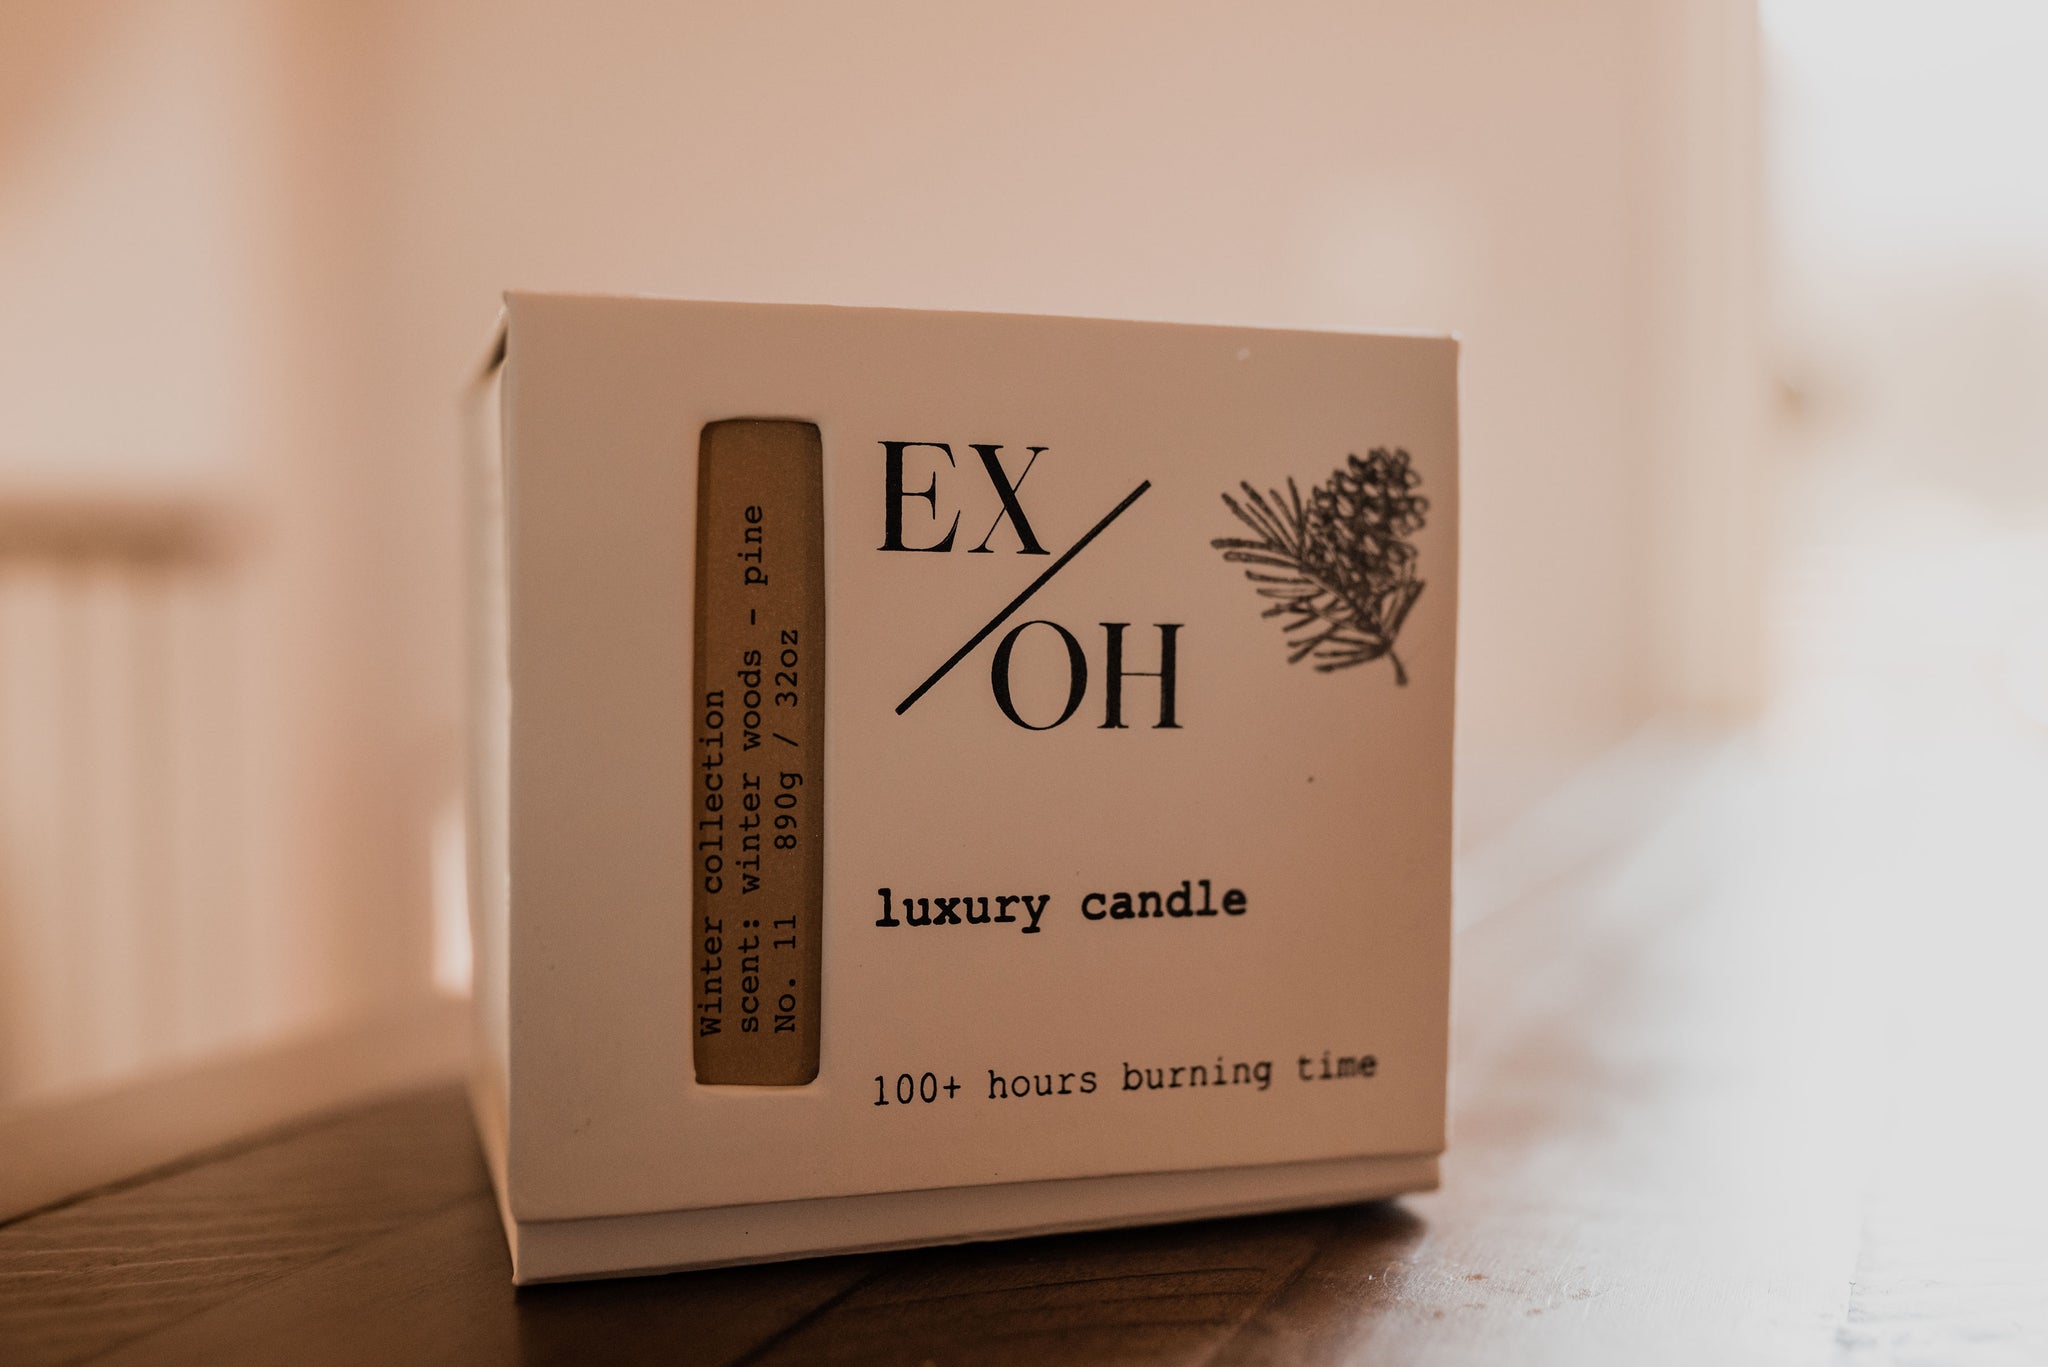 EX
OH
luxury candle
100+ hours burning time
Winter collection
scent: winter woods - pine
No. 11 890g / 32oz